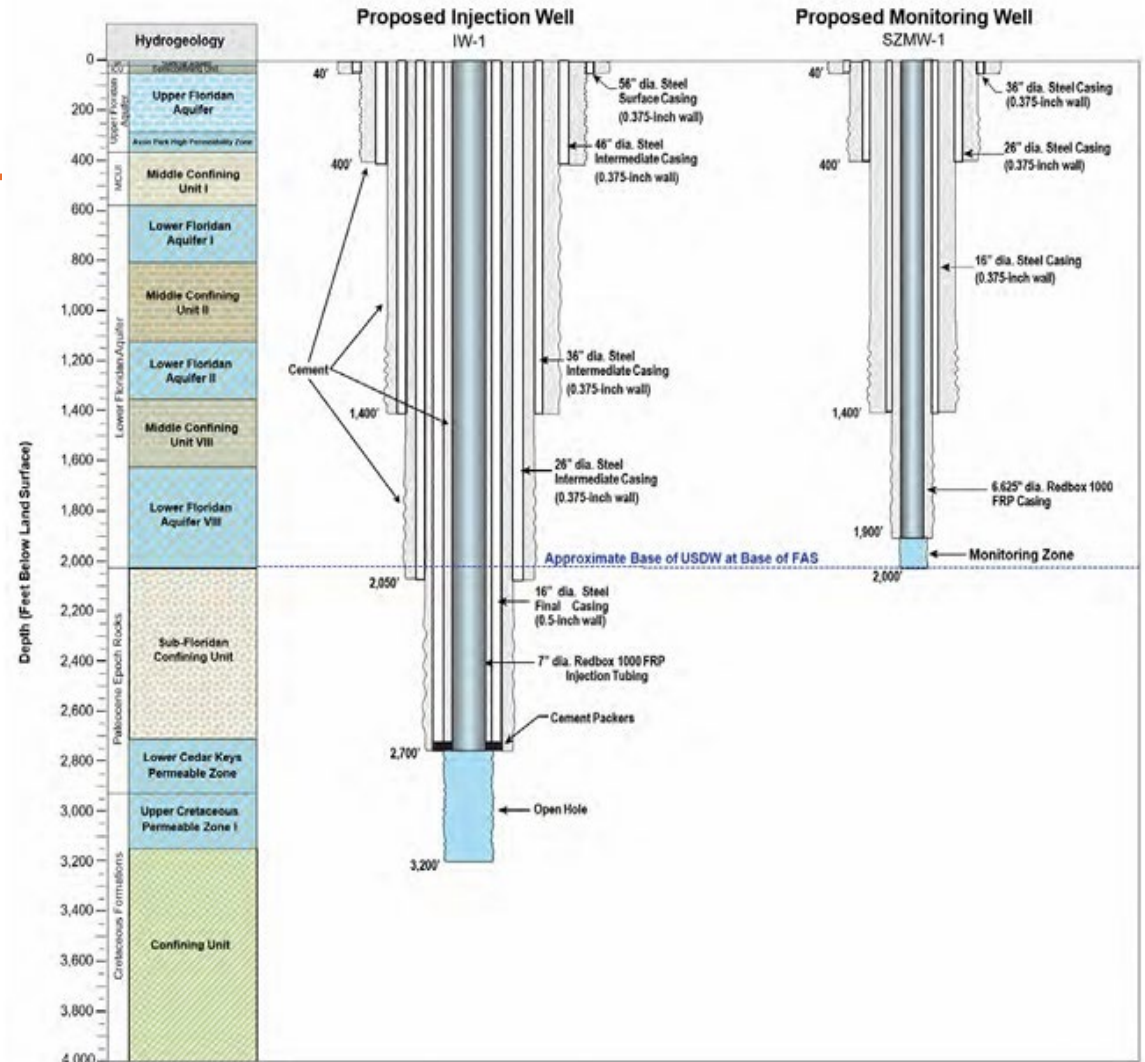 Proposed Injection Well
IW-1
Proposed Monitoring Well
SZMW-1
Hydrogeology
Depth (Feet Below Land Surface)
0
200
400
600
800
1,000
1,200
1,400
1,600
1,800
2,000
2,200
2,400
2,600
2,800
3,000
3,200
3,400
3,600
3,800
4,000
ICU
Upper Floridan
Aquifer
MCUI
Lower Floridan Aquifer
Paleocene Epoch Rocks
Cretaceous Formations
Upper Floridan
Aquifer
Avon Park High Permeability Zone
Middle Confining
Unit I
Lower Floridan
Aquifer I
Middle Confining
Unit II
Lower Floridan
Aquifer II
Middle Confining
Unit VIII
Lower Floridan
Aquifer VIII
Sub-Floridan
Confining Unit
Lower Cedar Keys
Permeable Zone
Upper Cretaceous
Permeable Zone I
Confining Unit
40'
400'
Cement
1,400'
2,050'
2,700'
3,200'
56" dia. Steel
Surface Casing
(0.375-inch wall)
46" dia. Steel
Intermediate Casing
(0.375-inch wall)
36" dia. Steel
Intermediate Casing
(0.375-inch wall)
26" dia. Steel
Intermediate Casing
(0.375-inch wall)
Approximate Base of USDW at Base of FAS
16" dia. Steel
Final Casing
(0.5-inch wall)
7" dia. Redbox 1000 FRP
Injection Tubing
Cement Packers
Open Hole
40'
400'
1,400'
1,900'
2,000'
36" dia. Steel Casing
(0.375-inch wall)
26" dia. Steel Casing
(0.375-inch wall)
16" dia. Steel Casing
(0.375-inch wall)
6.625" dia. Redbox 1000
FRP Casing
Monitoring Zone